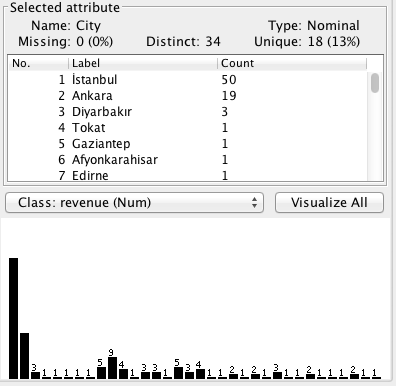 Selected attribute
Name: City Type: Nominal
Missing: 0 (0%) Distinct: 34 Unique: 18 (13%)
No. Label Count
1 İstanbul 50
2 Ankara 19
3 Diyarbakır 3
4 Tokat 1
5 Gaziantep 1
6 Afyonkarahisar 1
7 Edirne 1
Class: revenue (Num) Visualize All
3 1 1 1 1 1 5 9 4 1 3 3 1 5 3 4 1 1 2 1 2 1 3 1 1 2 1 1 1 2 1 1